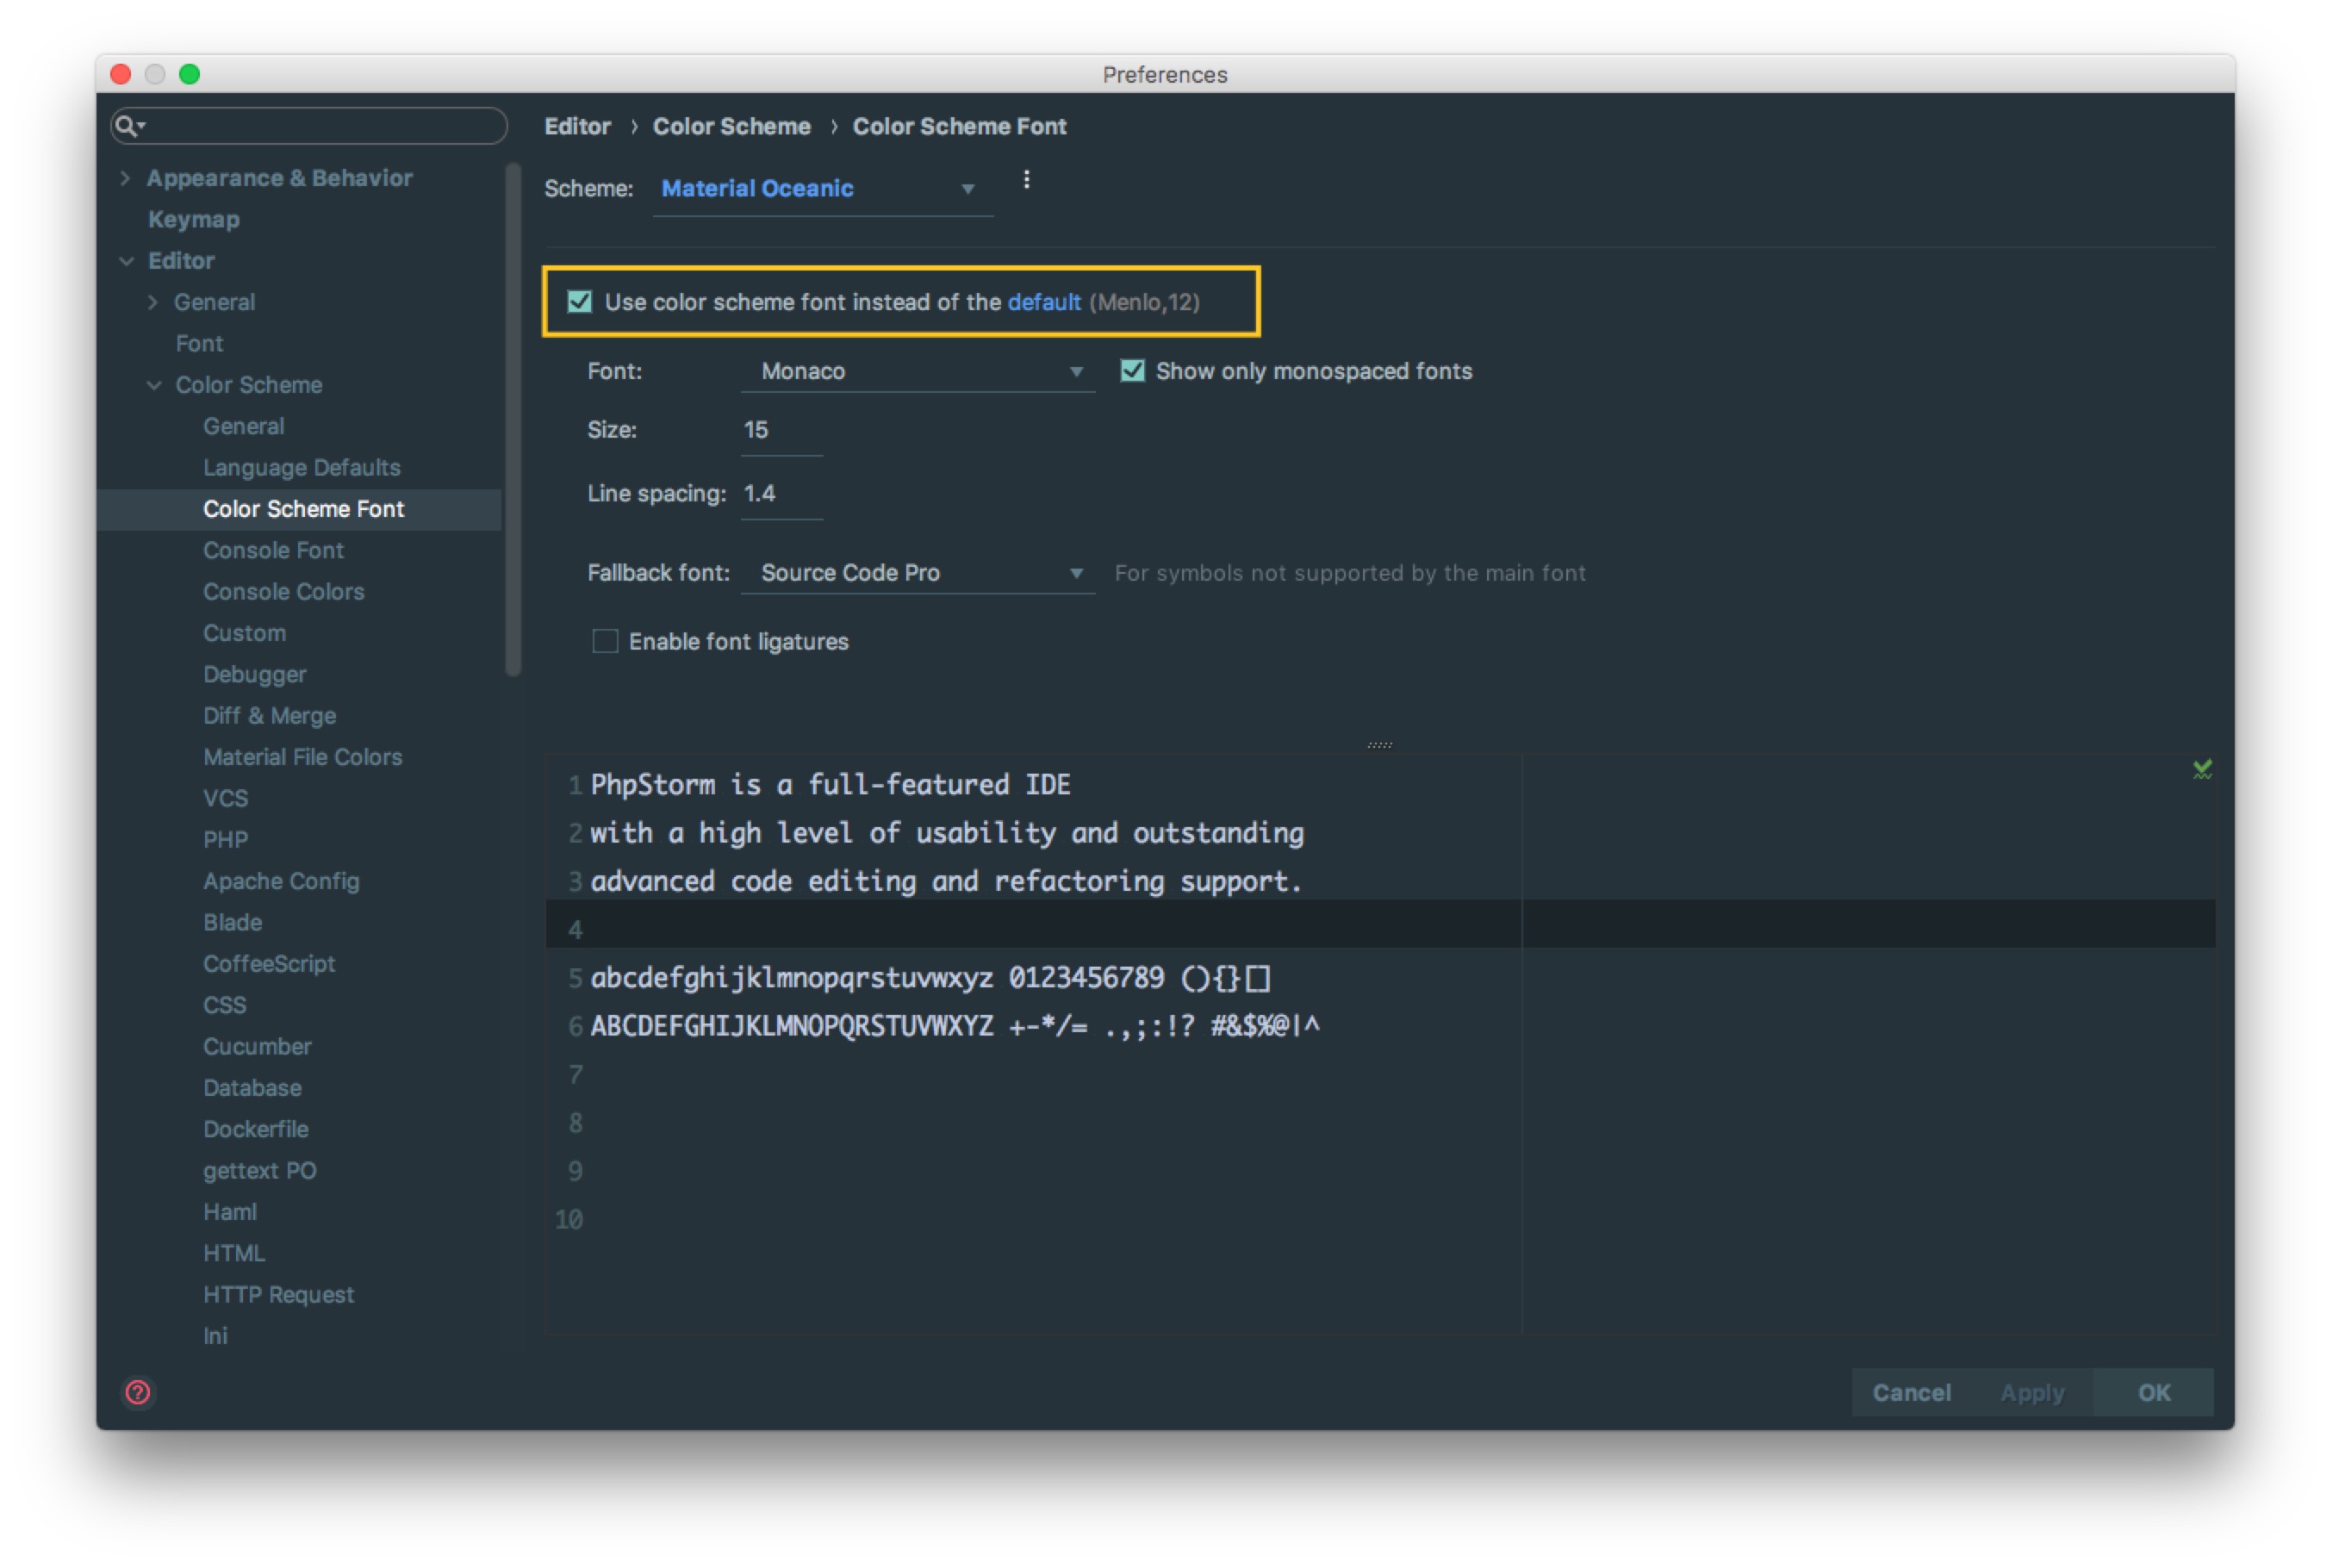 Preferences
Appearance & Behavior
Keymap
Editor
General
Font
Color Scheme
General
Language Defaults
Color Scheme Font
Console Font
Console Colors
Custom
Debugger
Diff & Merge
Material File Colors
VCS
PHP
Apache Config
Blade
CoffeeScript
CSS
Cucumber
Database
Dockerfile
gettext PO
Haml
HTML
HTTP Request
Ini
Editor › Color Scheme › Color Scheme Font
Scheme: Material Oceanic
Use color scheme font instead of the default (Menlo,12)
Font: Monaco Show only monospaced fonts
Size: 15
Line spacing: 1.4
Fallback font: Source Code Pro For symbols not supported by the main font
Enable font ligatures
1 PhpStorm is a full-featured IDE
2 with a high level of usability and outstanding
3 advanced code editing and refactoring support.
4
5 abcdefghijklmnopqrstuvwxyz 0123456789 (){}[]
6 ABCDEFGHIJKLMNOPQRSTUVWXYZ +-*/= .,;:!? #&$%@|^
7
8
9
10
? Cancel Apply OK